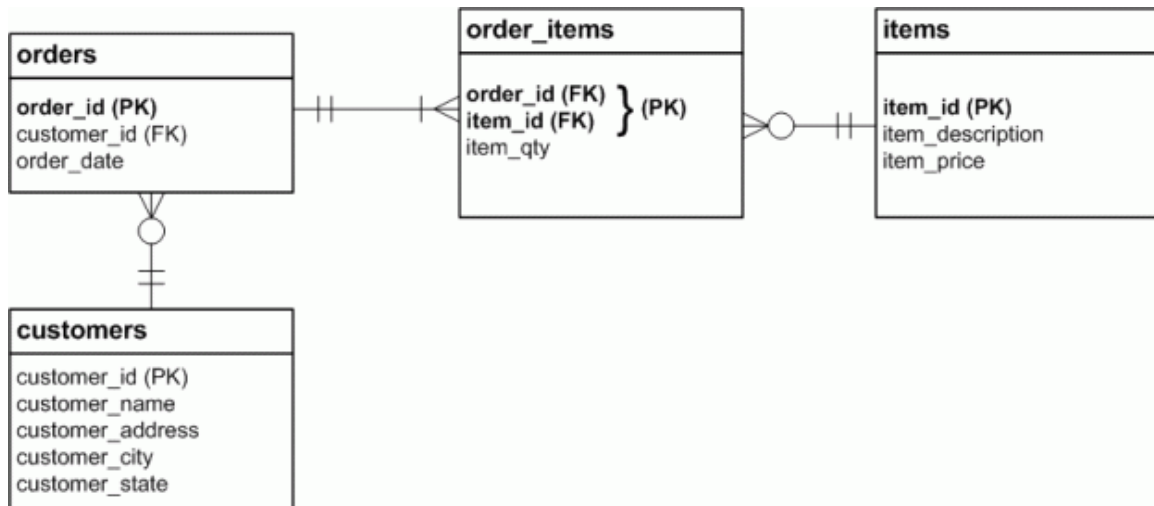 orders
order_id (PK)
customer_id (FK)
order_date
order_items
order_id (FK)
item_id (FK)
} (PK)
item_qty
items
item_id (PK)
item_description
item_price
customers
customer_id (PK)
customer_name
customer_address
customer_city
customer_state